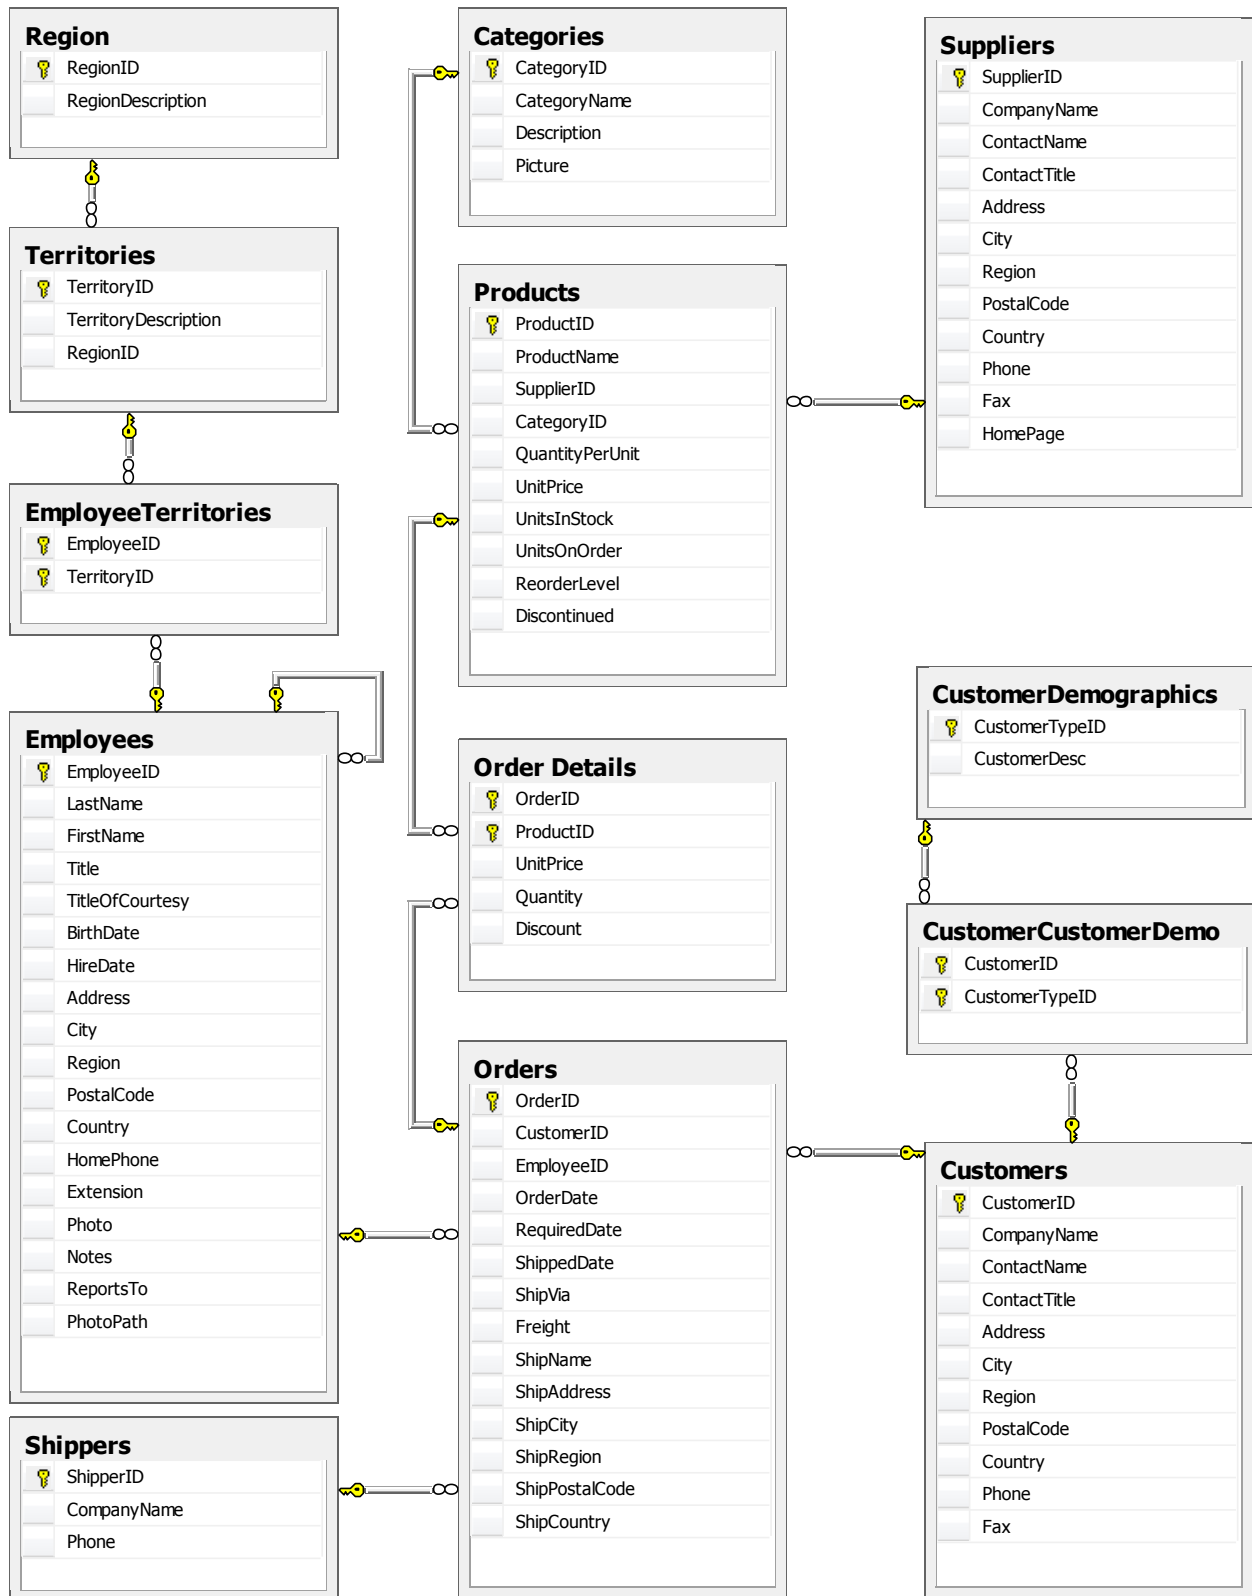 Region
RegionID
RegionDescription
Territories
TerritoryID
TerritoryDescription
RegionID
EmployeeTerritories
EmployeeID
TerritoryID
Employees
EmployeeID
LastName
FirstName
Title
TitleOfCourtesy
BirthDate
HireDate
Address
City
Region
PostalCode
Country
HomePhone
Extension
Photo
Notes
ReportsTo
PhotoPath
Shippers
ShipperID
CompanyName
Phone
Categories
CategoryID
CategoryName
Description
Picture
Products
ProductID
ProductName
SupplierID
CategoryID
QuantityPerUnit
UnitPrice
UnitsInStock
UnitsOnOrder
ReorderLevel
Discontinued
Order Details
OrderID
ProductID
UnitPrice
Quantity
Discount
Orders
OrderID
CustomerID
EmployeeID
OrderDate
RequiredDate
ShippedDate
ShipVia
Freight
ShipName
ShipAddress
ShipCity
ShipRegion
ShipPostalCode
ShipCountry
Suppliers
SupplierID
CompanyName
ContactName
ContactTitle
Address
City
Region
PostalCode
Country
Phone
Fax
HomePage
CustomerDemographics
CustomerTypeID
CustomerDesc
CustomerCustomerDemo
CustomerID
CustomerTypeID
Customers
CustomerID
CompanyName
ContactName
ContactTitle
Address
City
Region
PostalCode
Country
Phone
Fax